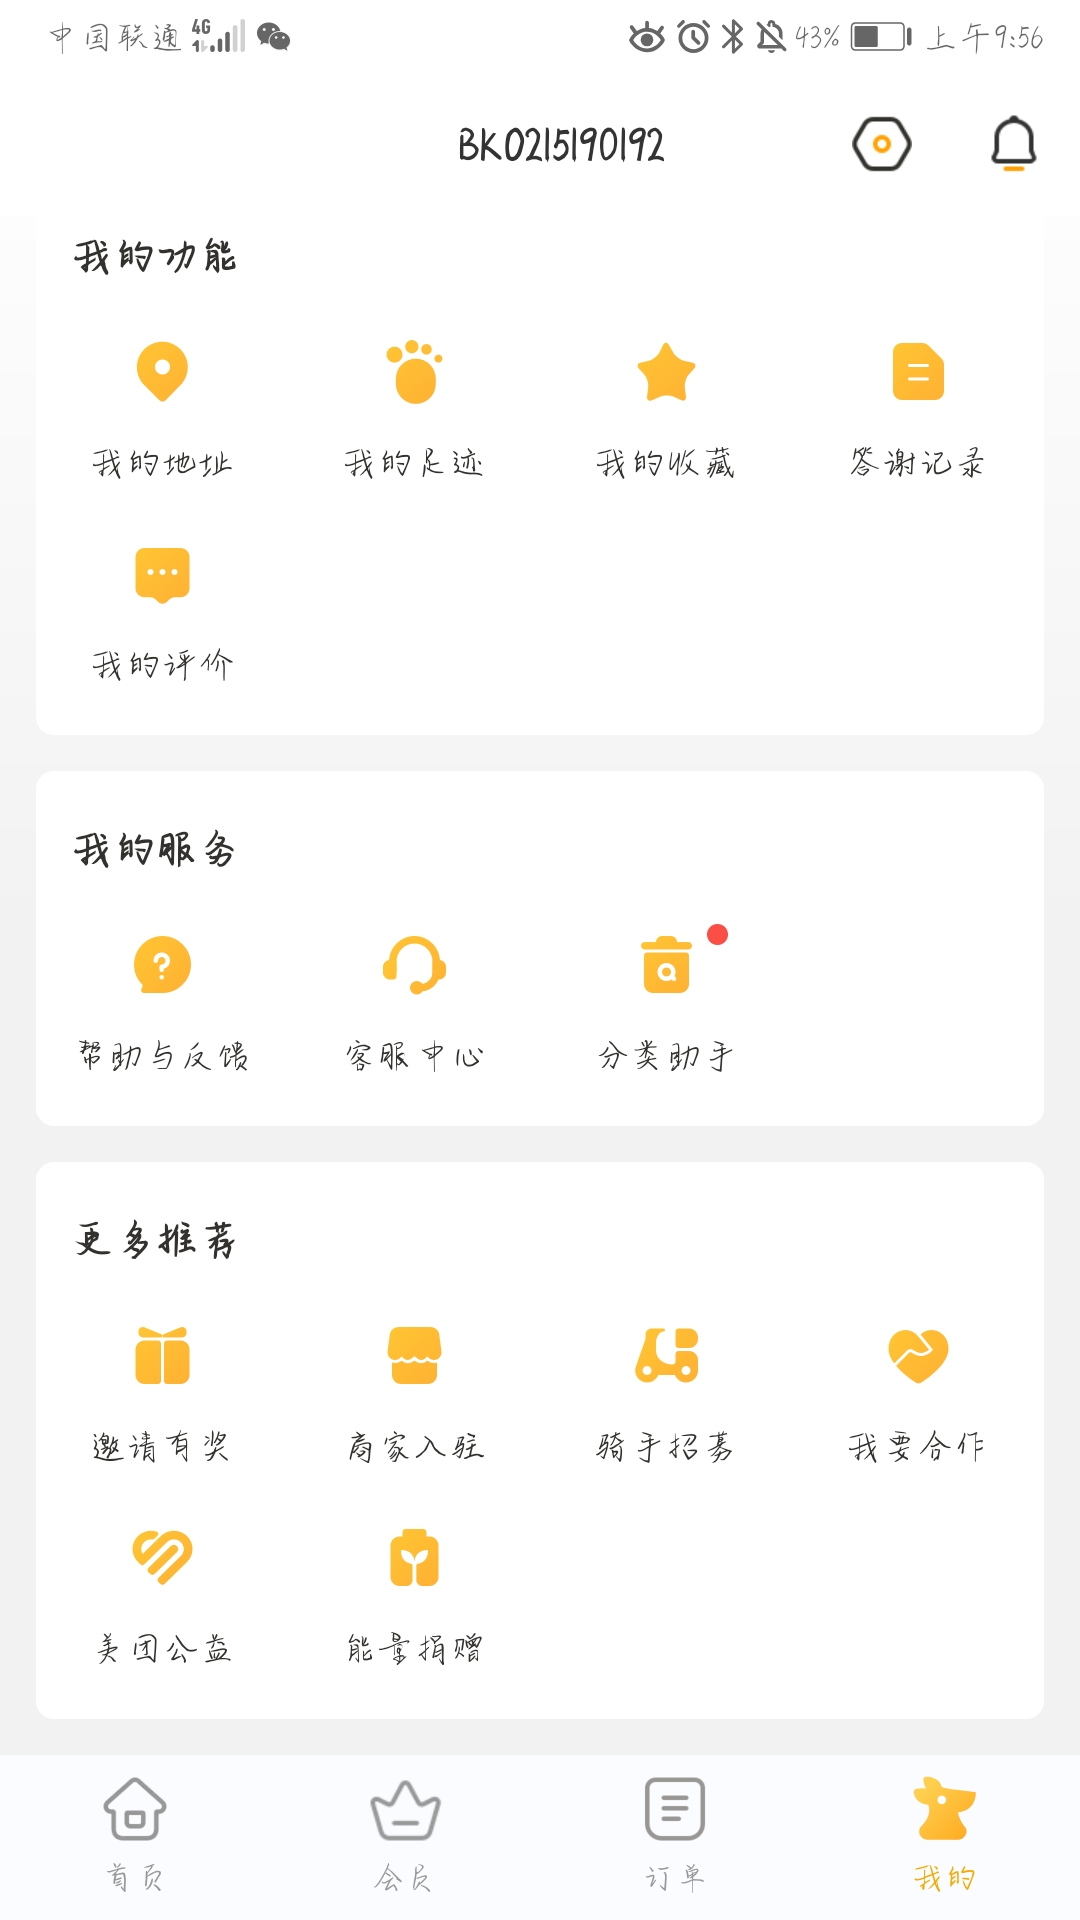 中国联通 4G 43% 上午9:56
BK0215190192
我的功能
我的地址 我的足迹 我的收藏 答谢记录
我的评价
我的服务
帮助与反馈 客服中心 分类助手
更多推荐
邀请有奖 商家入驻 骑手招募 我要合作
美团公益 能量捐赠
首页 会员 订单 我的